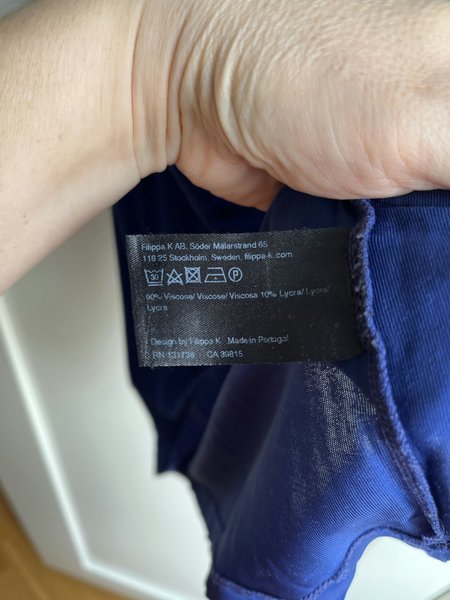 Filippa K AB, Söder Mälarstrand 65
118 25 Stockholm, Sweden, filippa-k.com
30 P
90% Viscose/ Viscose/ Viscosa 10% Lycra/ Lycra/
Lycra
Design by Filippa K Made in Portugal
RN 131738 CA 39815